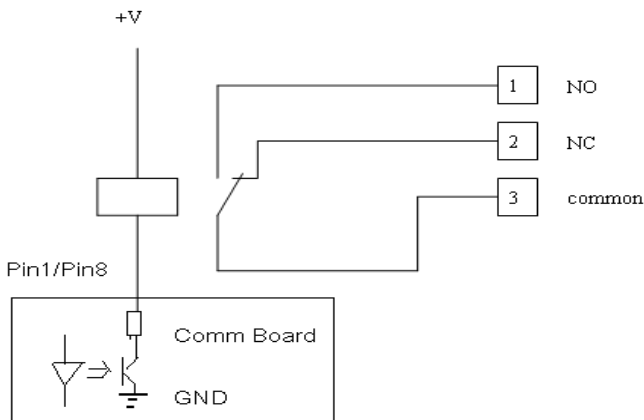 +V
1 NO
2 NC
3 common
Pin1/Pin8
Comm Board
GND